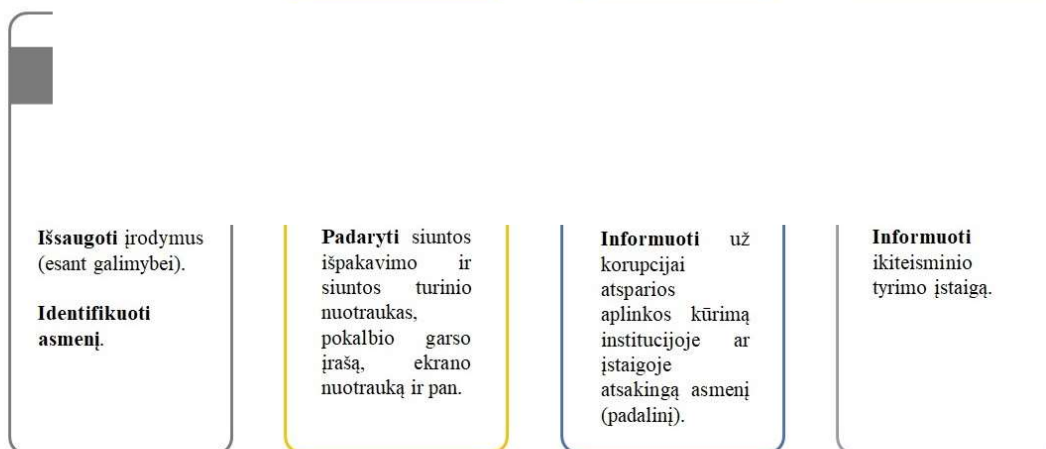 Išsaugoti įrodymus
(esant galimybei).
Identifikuoti
asmenį.
Padaryti siuntos
išpakavimo ir
siuntos turinio
nuotraukas,
pokalbio garso
įrašą, ekrano
nuotrauką ir pan.
Informuoti už
korupcijai
atsparios
aplinkos kūrimą
institucijoje ar
įstaigoje
atsakingą asmenį
(padalinį).
Informuoti
ikiteisminio
tyrimo įstaigą.